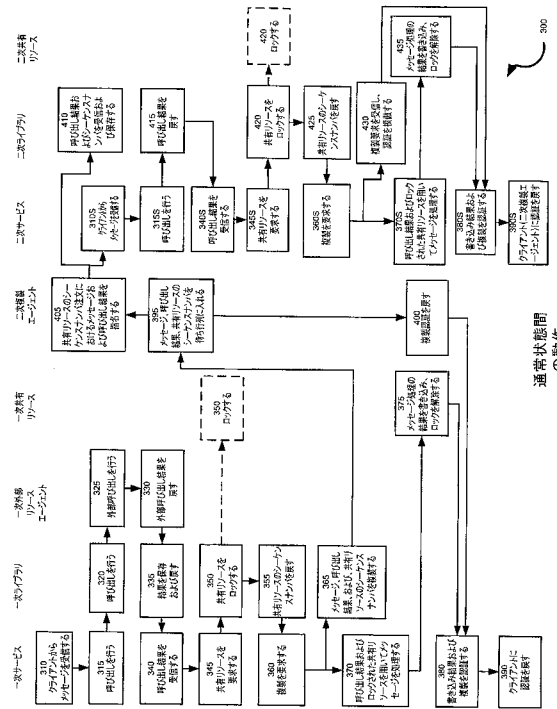 一次サービス
310
クライアントから
メッセージを受信する
315
呼び出しを行う
340
呼び出し結果を
受信する
345
共有リソースを
要求する
360
複製を要求する
370
呼び出し結果および
ロックされた共有リ
ソースを用いてメッ
セージを処理する
380
書き込み結果および
複製を認証する
390
クライアントに
認証を戻す
一次ライブラリ
320
呼び出しを行う
335
結果を保存
および戻す
350
共有リソースを
ロックする
355
共有リソースのシーケン
スナンバを戻す
365
メッセージ、呼び出し
結果、および、共有リ
ソースのシーケンス
ナンバを複製する
一次外部
リソース
エージェント
325
外部呼び出しを行う
330
外部呼び出し結果を
戻す
一次共有
リソース
350
ロックする
375
メッセージ処理の
結果を書き込み、
ロックを解除する
二次複製
エージェント
405
共有リソースのシー
ケンスナンバ注文に
おけるメッセージお
よび呼び出し結果を
指名する
395
メッセージ、呼び出し
結果、共有リソースの
シーケンスナンバを
待ち行列に入れる
400
複製認証を戻す
二次サービス
310S
クライアントから
メッセージを受信する
315S
呼び出しを行う
340S
呼び出し結果を
受信する
345S
共有リソースを
要求する
360S
複製を要求する
370S
呼び出し結果およびロック
された共有リソースを用い
てメッセージを処理する
380S
書き込み結果およ
び複製を認証する
390S
クライアント(二次複製エ
ージェント)に認証を戻す
二次ライブラリ
410
呼び出し結果お
よびシーケンスナ
ンバを受信およ
び保存する
415
呼び出し結果を
戻す
420
共有リソースを
ロックする
425
共有リソースのシーケ
ンスナンバを戻す
430
複製要求を受信し、
認証を模倣する
二次共有
リソース
420
ロックする
435
メッセージ処理の
結果を書き込み、
ロックを解除する
300
通常状態間
の動作